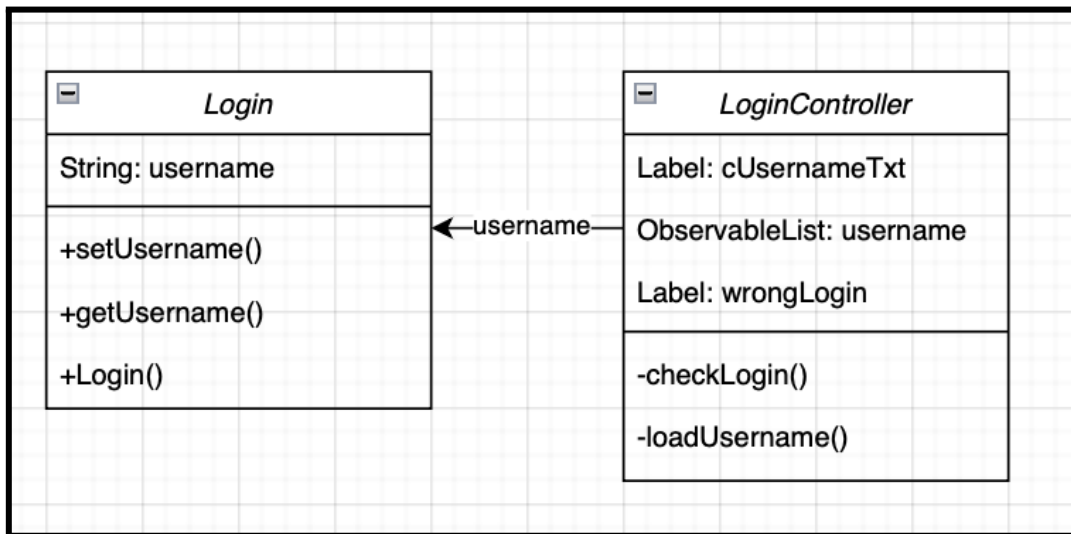 Login
String: username
+setUsername()
+getUsername()
+Login()
username
LoginController
Label: cUsernameTxt
ObservableList: username
Label: wrongLogin
-checkLogin()
-loadUsername()